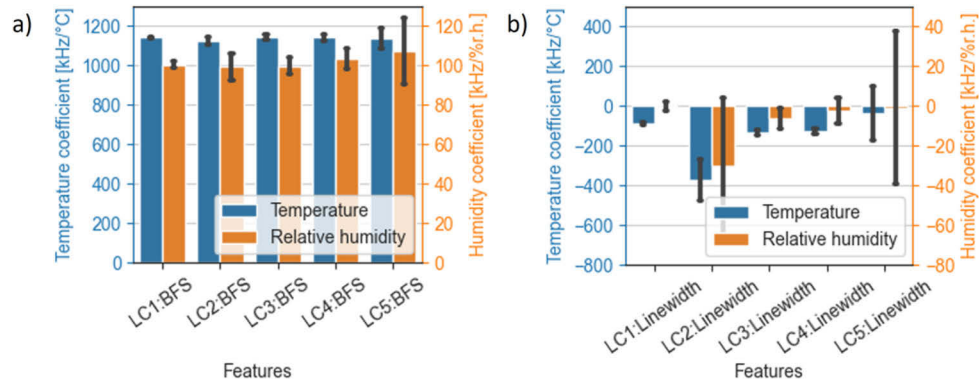 a)
Temperature coefficient [kHz/°C]
1200
1000
800
600
400
200
0
Humidity coefficient [kHz/%r.h.]
120
100
80
60
40
20
0
Temperature
Relative humidity
LC1:BFS
LC2:BFS
LC3:BFS
LC4:BFS
LC5:BFS
Features
b)
Temperature coefficient [kHz/°C]
400
200
0
−200
−400
−600
−800
Humidity coefficient [kHz/%r.h.]
40
20
0
−20
−40
−60
−80
Temperature
Relative humidity
LC1:Linewidth
LC2:Linewidth
LC3:Linewidth
LC4:Linewidth
LC5:Linewidth
Features